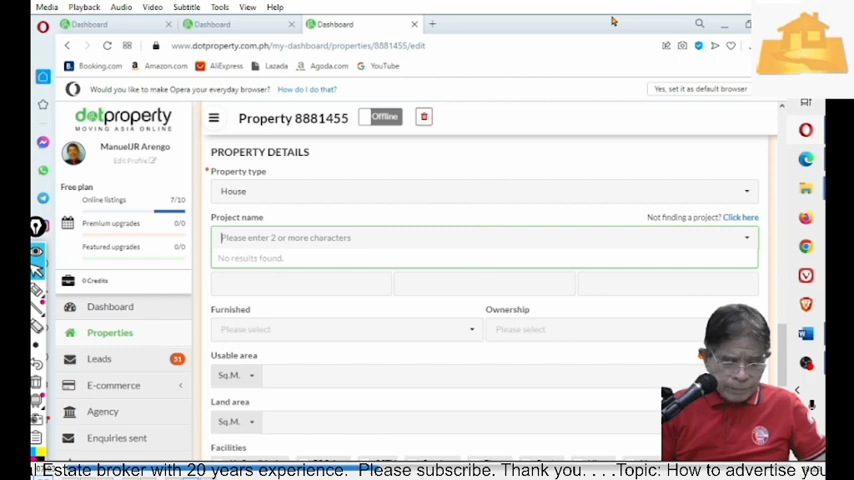 Media Playback Audio Video Subtitle Tools View Help
Dashboard
Dashboard
Dashboard
www.dotproperty.com.ph/my-dashboard/properties/8881455/edit
Booking.com Amazon.com AliExpress Lazada Agoda.com YouTube
Would you like to make Opera your everyday browser? How do I do that? Yes, set it as default browser
dotproperty
MOVING ASIA ONLINE
ManuelJR Arengo
Edit Profile
Free plan
Online listings 7/10
Premium upgrades 0/0
Featured upgrades 0/0
0 Credits
Dashboard
Properties
Leads 31
E-commerce
Agency
Enquiries sent
Property 8881455 Offline
PROPERTY DETAILS
* Property type
House
Project name Not finding a project? Click here
Please enter 2 or more characters
No results found.
Furnished Ownership
Please select Please select
Usable area
Sq.M.
Land area
Sq.M.
Facilities
al Estate broker with 20 years experience. Please subscribe. Thank you. . . .Topic: How to advertise you